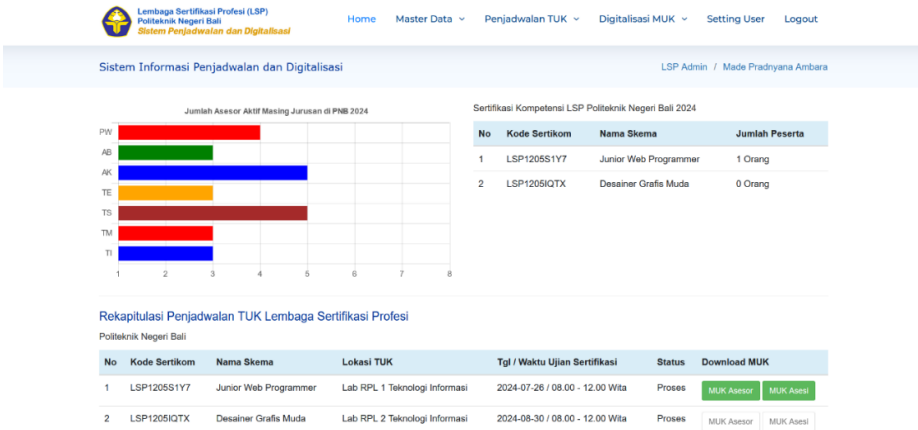 Lembaga Sertifikasi Profesi (LSP)
Politeknik Negeri Bali
Sistem Penjadwalan dan Digitalisasi
Home Master Data Penjadwalan TUK Digitalisasi MUK Setting User Logout
Sistem Informasi Penjadwalan dan Digitalisasi
LSP Admin / Made Pradnyana Ambara
Jumlah Asesor Aktif Masing Jurusan di PNB 2024
PW
AB
AK
TE
TS
TM
TI
1 2 3 4 5 6 7 8
Sertifikasi Kompetensi LSP Politeknik Negeri Bali 2024
No Kode Sertikom Nama Skema Jumlah Peserta
1 LSP1205S1Y7 Junior Web Programmer 1 Orang
2 LSP1205IQTX Desainer Grafis Muda 0 Orang
Rekapitulasi Penjadwalan TUK Lembaga Sertifikasi Profesi
Politeknik Negeri Bali
No Kode Sertikom Nama Skema Lokasi TUK Tgl / Waktu Ujian Sertifikasi Status Download MUK
1 LSP1205S1Y7 Junior Web Programmer Lab RPL 1 Teknologi Informasi 2024-07-26 / 08.00 - 12.00 Wita Proses MUK Asesor MUK Asesi
2 LSP1205IQTX Desainer Grafis Muda Lab RPL 2 Teknologi Informasi 2024-08-30 / 08.00 - 12.00 Wita Proses MUK Asesor MUK Asesi